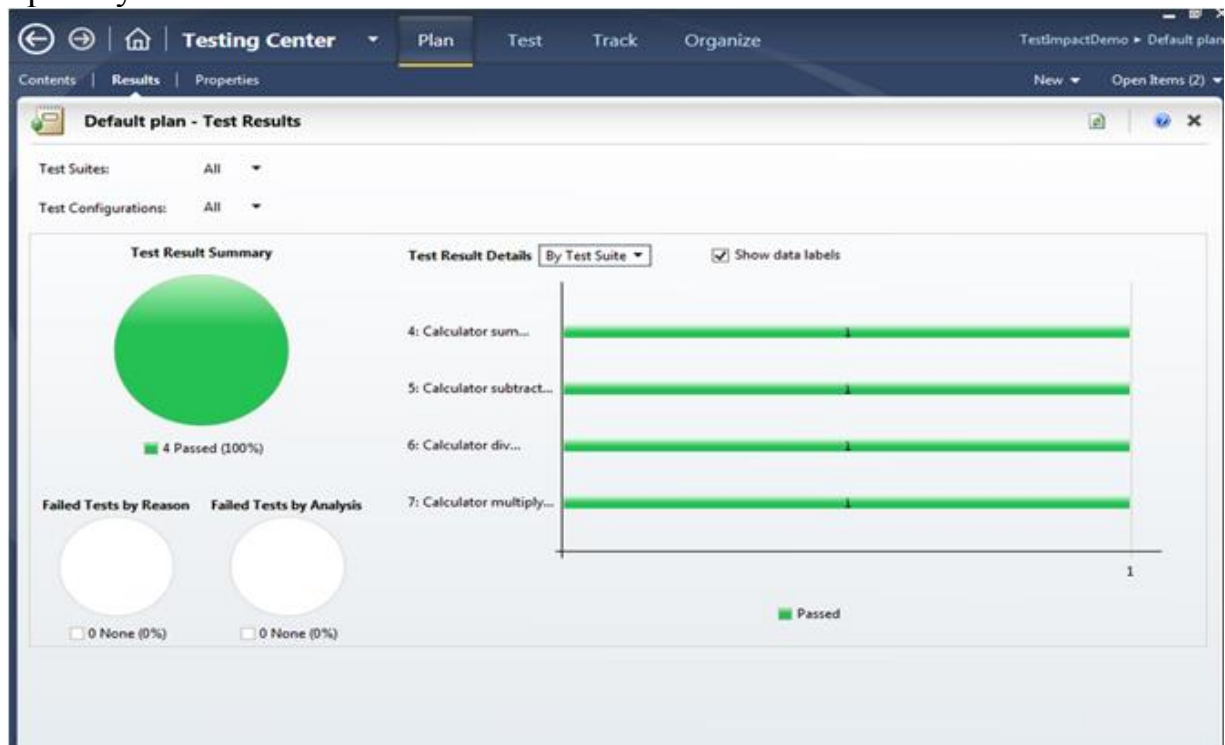 Testing Center Plan Test Track Organize TestImpactDemo ▸ Default plan
Contents | Results | Properties New Open Items (2)
Default plan - Test Results
Test Suites: All
Test Configurations: All
Test Result Summary
4 Passed (100%)
Failed Tests by Reason Failed Tests by Analysis
0 None (0%) 0 None (0%)
Test Result Details By Test Suite Show data labels
4: Calculator sum... 1
5: Calculator subtract... 1
6: Calculator div... 1
7: Calculator multiply... 1
1
Passed